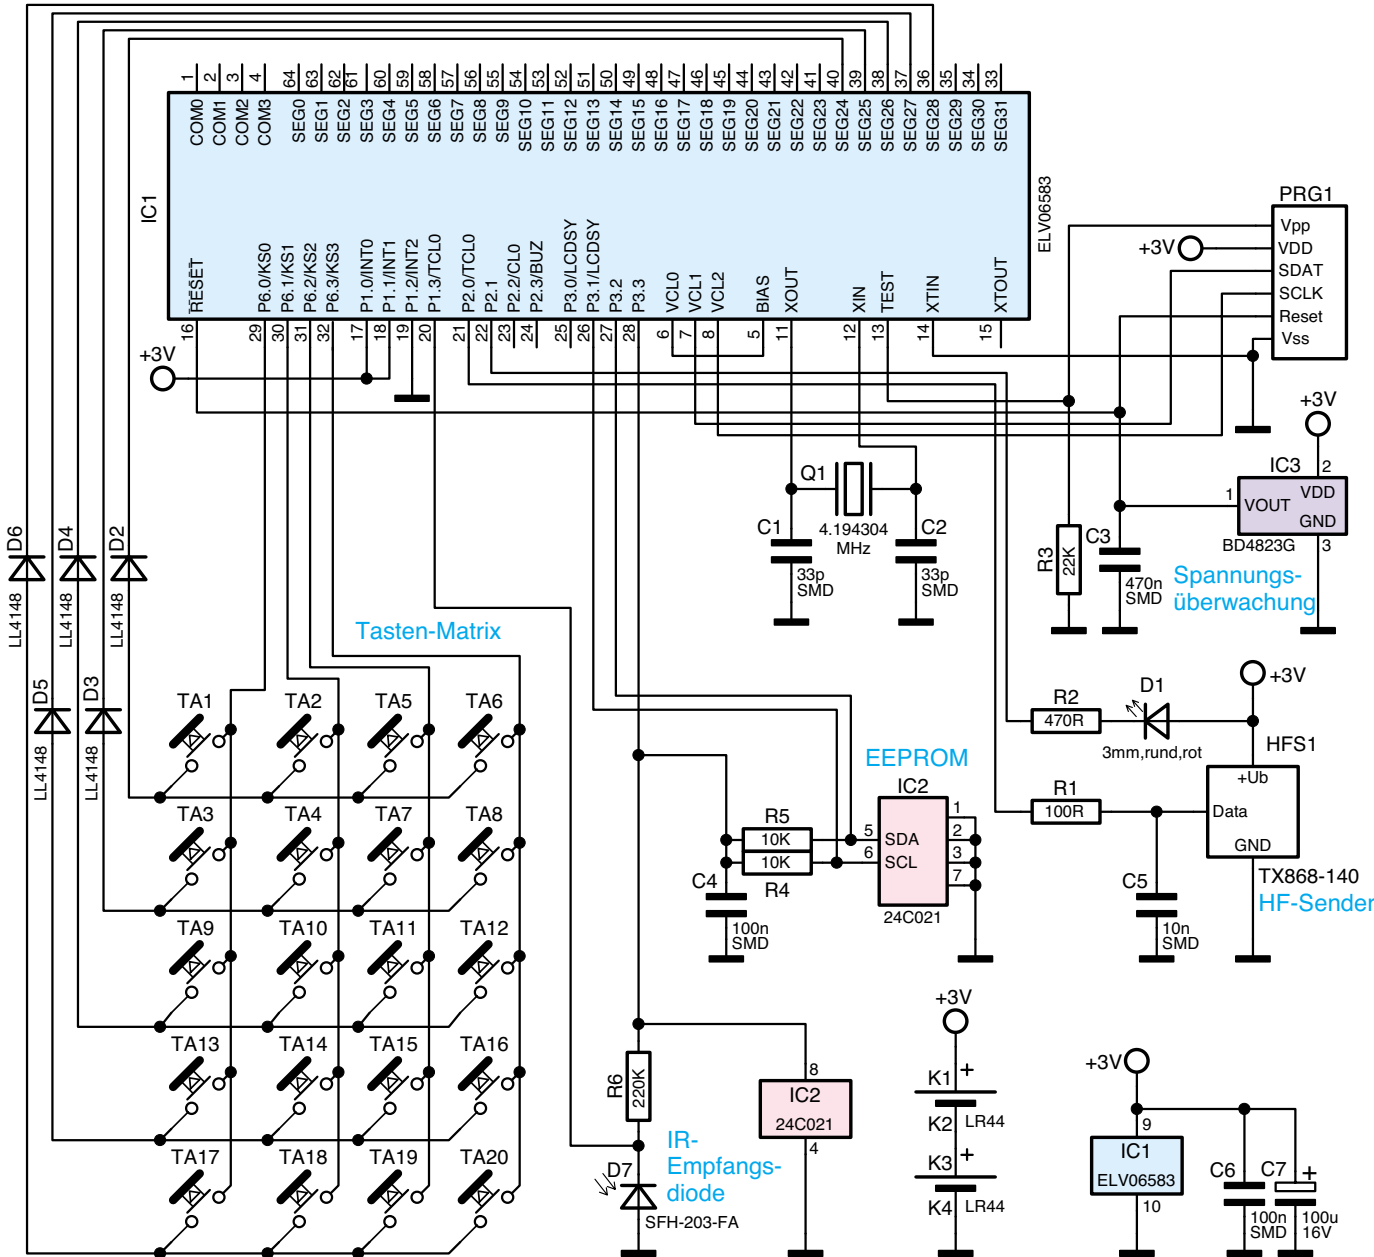 1 2 3 4 64 63 62 61 60 59 58 57 56 55 54 53 52 51 50 49 48 47 46 45 44 43 42 41 40 39 38 37 36 35 34 33
COM0 COM1 COM2 COM3 SEG0 SEG1 SEG2 SEG3 SEG4 SEG5 SEG6 SEG7 SEG8 SEG9 SEG10 SEG11 SEG12 SEG13 SEG14 SEG15 SEG16 SEG17 SEG18 SEG19 SEG20 SEG21 SEG22 SEG23 SEG24 SEG25 SEG26 SEG27 SEG28 SEG29 SEG30 SEG31
IC1
ELV06583
RESET P6.0/KS0 P6.1/KS1 P6.2/KS2 P6.3/KS3 P1.0/INT0 P1.1/INT1 P1.2/INT2 P1.3/TCL0 P2.0/TCL0 P2.1 P2.2/CL0 P2.3/BUZ P3.0/LCDSY P3.1/LCDSY P3.2 P3.3 VCL0 VCL1 VCL2 BIAS XOUT XIN TEST XTIN XTOUT
16 29 30 31 32 17 18 19 20 21 22 23 24 25 26 27 28 6 7 8 5 11 12 13 14 15
PRG1
Vpp
+3V
VDD
SDAT
SCLK
Reset
Vss
+3V
+3V
IC3
2
1
VOUT
VDD
GND
BD4823G
3
Spannungs-
überwachung
Q1
4.194304
MHz
C1
33p
SMD
C2
33p
SMD
R3
22K
C3
470n
SMD
D6
LL4148
D4
LL4148
D2
LL4148
D5
LL4148
D3
LL4148
Tasten-Matrix
TA1 TA2 TA5 TA6
TA3 TA4 TA7 TA8
TA9 TA10 TA11 TA12
TA13 TA14 TA15 TA16
TA17 TA18 TA19 TA20
+3V
R2
470R
D1
3mm,rund,rot
HFS1
+Ub
Data
GND
TX868-140
HF-Sender
R1
100R
C5
10n
SMD
EEPROM
IC2
1
2
3
7
5
SDA
6
SCL
24C021
R5
10K
10K
R4
C4
100n
SMD
R6
220K
8
IC2
24C021
4
IR-
Empfangs-
diode
D7
SFH-203-FA
+3V
K1
+
K2
LR44
K3
+
K4
LR44
+3V
9
IC1
ELV06583
10
C6
100n
SMD
C7
+
100u
16V